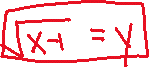 √x-1 = y